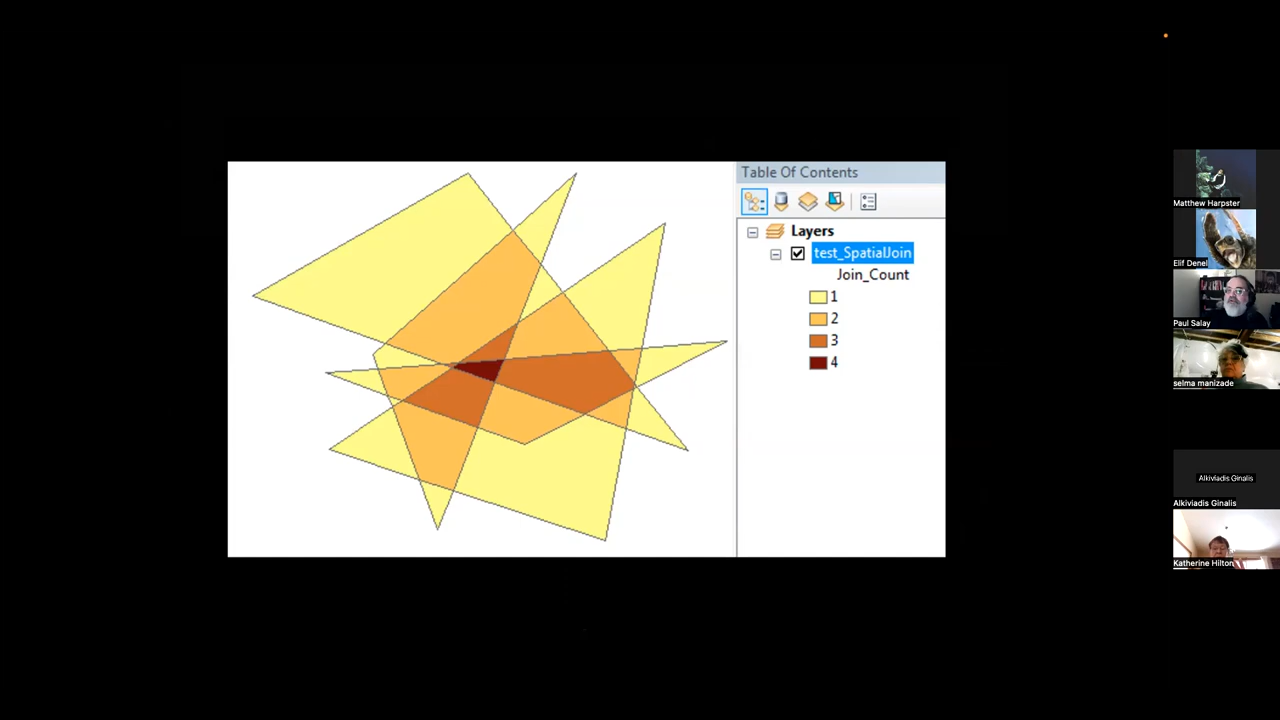 Table Of Contents
Layers
test_SpatialJoin
Join_Count
1
2
3
4
Matthew Harpster
Elif Denel
Paul Salay
selma manizade
Alkiviadis Ginalis
Alkiviadis Ginalis
Katherine Hilton